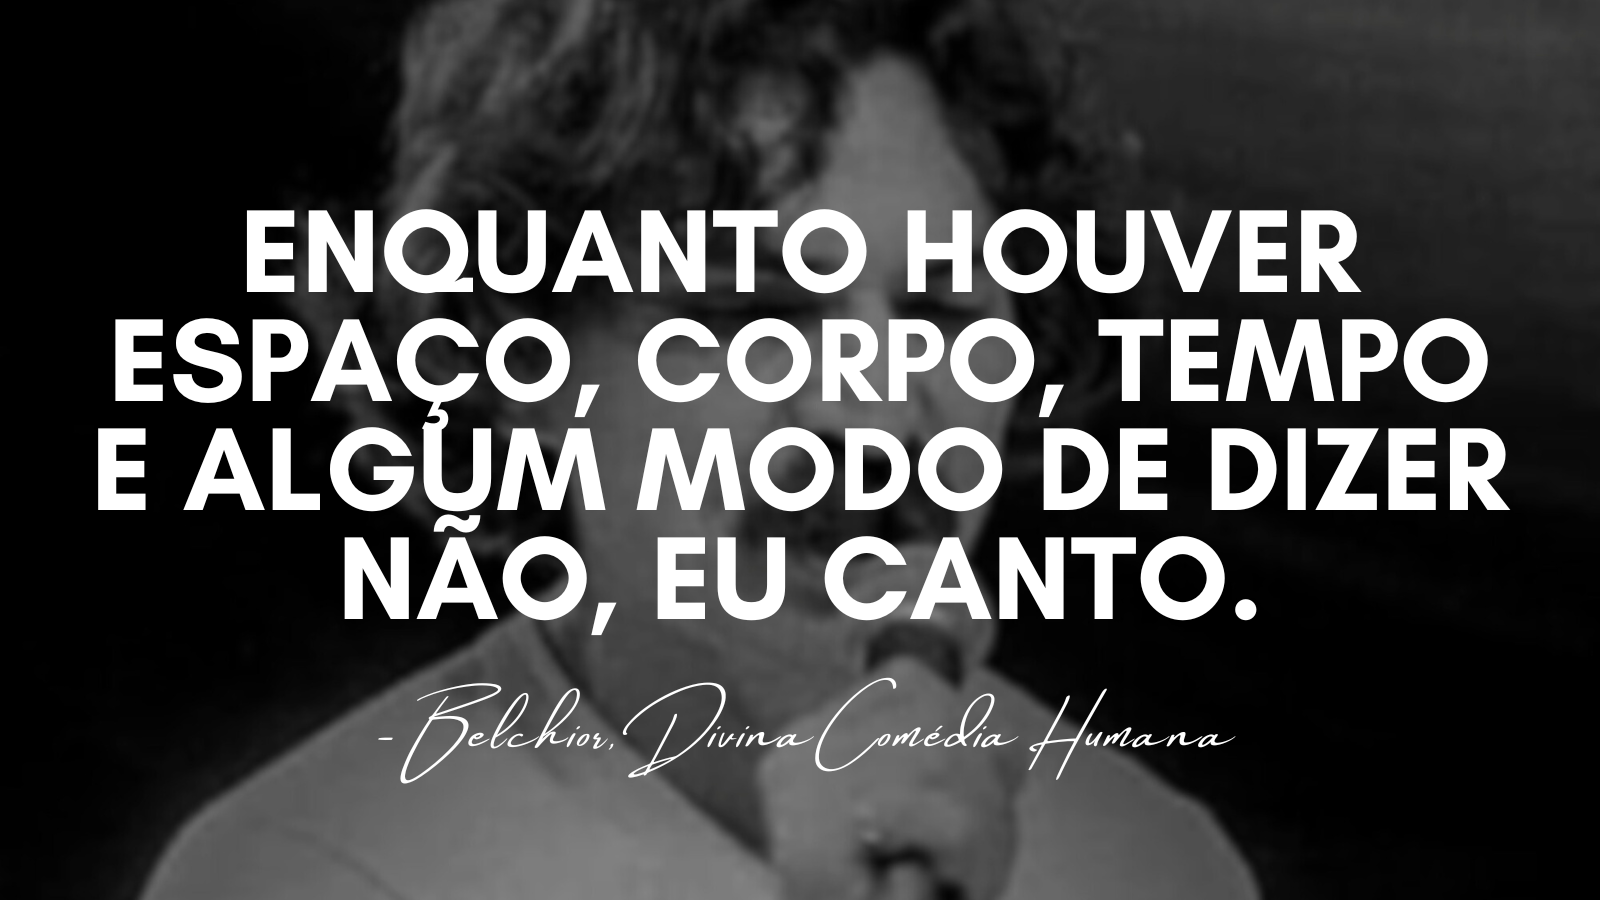 ENQUANTO HOUVER
ESPAÇO, CORPO, TEMPO
E ALGUM MODO DE DIZER
NÃO, EU CANTO.
- Belchior, Divina Comédia Humana